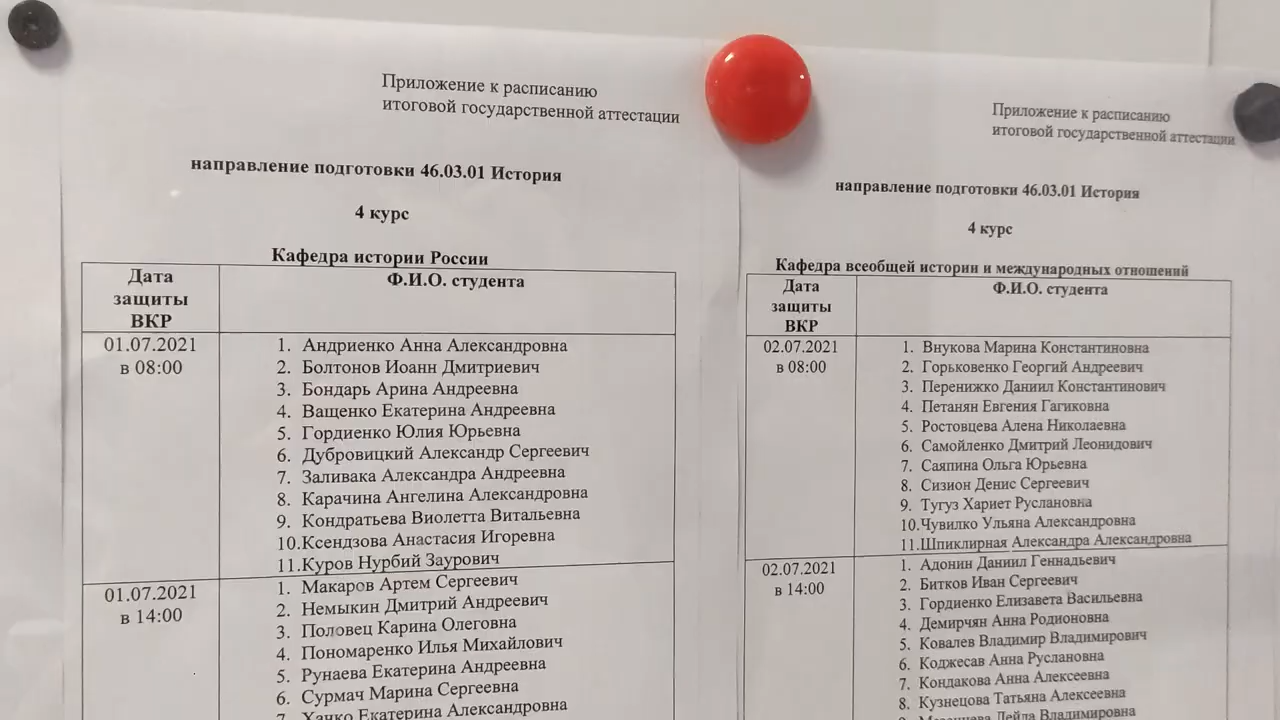 Приложение к расписанию
итоговой государственной аттестации
направление подготовки 46.03.01 История
4 курс
Кафедра истории России
Дата
защиты
ВКР
Ф.И.О. студента
01.07.2021
в 08:00
1. Андриенко Анна Александровна
2. Болтонов Иоанн Дмитриевич
3. Бондарь Арина Андреевна
4. Ващенко Екатерина Андреевна
5. Гордиенко Юлия Юрьевна
6. Дубровицкий Александр Сергеевич
7. Заливака Александра Андреевна
8. Карачина Ангелина Александровна
9. Кондратьева Виолетта Витальевна
10. Ксендзова Анастасия Игоревна
11. Куров Нурбий Заурович
01.07.2021
в 14:00
1. Макаров Артем Сергеевич
2. Немыкин Дмитрий Андреевич
3. Половец Карина Олеговна
4. Пономаренко Илья Михайлович
5. Рунаева Екатерина Андреевна
6. Сурмач Марина Сергеевна
7. Ханко Екатерина Александровна
Приложение к расписанию
итоговой государственной аттестации
направление подготовки 46.03.01 История
4 курс
Кафедра всеобщей истории и международных отношений
Дата
защиты
ВКР
Ф.И.О. студента
02.07.2021
в 08:00
1. Внукова Марина Константиновна
2. Горьковенко Георгий Андреевич
3. Перенижко Даниил Константинович
4. Петанян Евгения Гагиковна
5. Ростовцева Алена Николаевна
6. Самойленко Дмитрий Леонидович
7. Саяпина Ольга Юрьевна
8. Сизион Денис Сергеевич
9. Тугуз Хариет Руслановна
10. Чувилко Ульяна Александровна
11. Шпиклирная Александра Александровна
02.07.2021
в 14:00
1. Адонин Даниил Геннадьевич
2. Битков Иван Сергеевич
3. Гордиенко Елизавета Васильевна
4. Демирчян Анна Родионовна
5. Ковалев Владимир Владимирович
6. Коджесав Анна Руслановна
7. Кондакова Анна Алексеевна
8. Кузнецова Татьяна Алексеевна
Лейла Владимировна